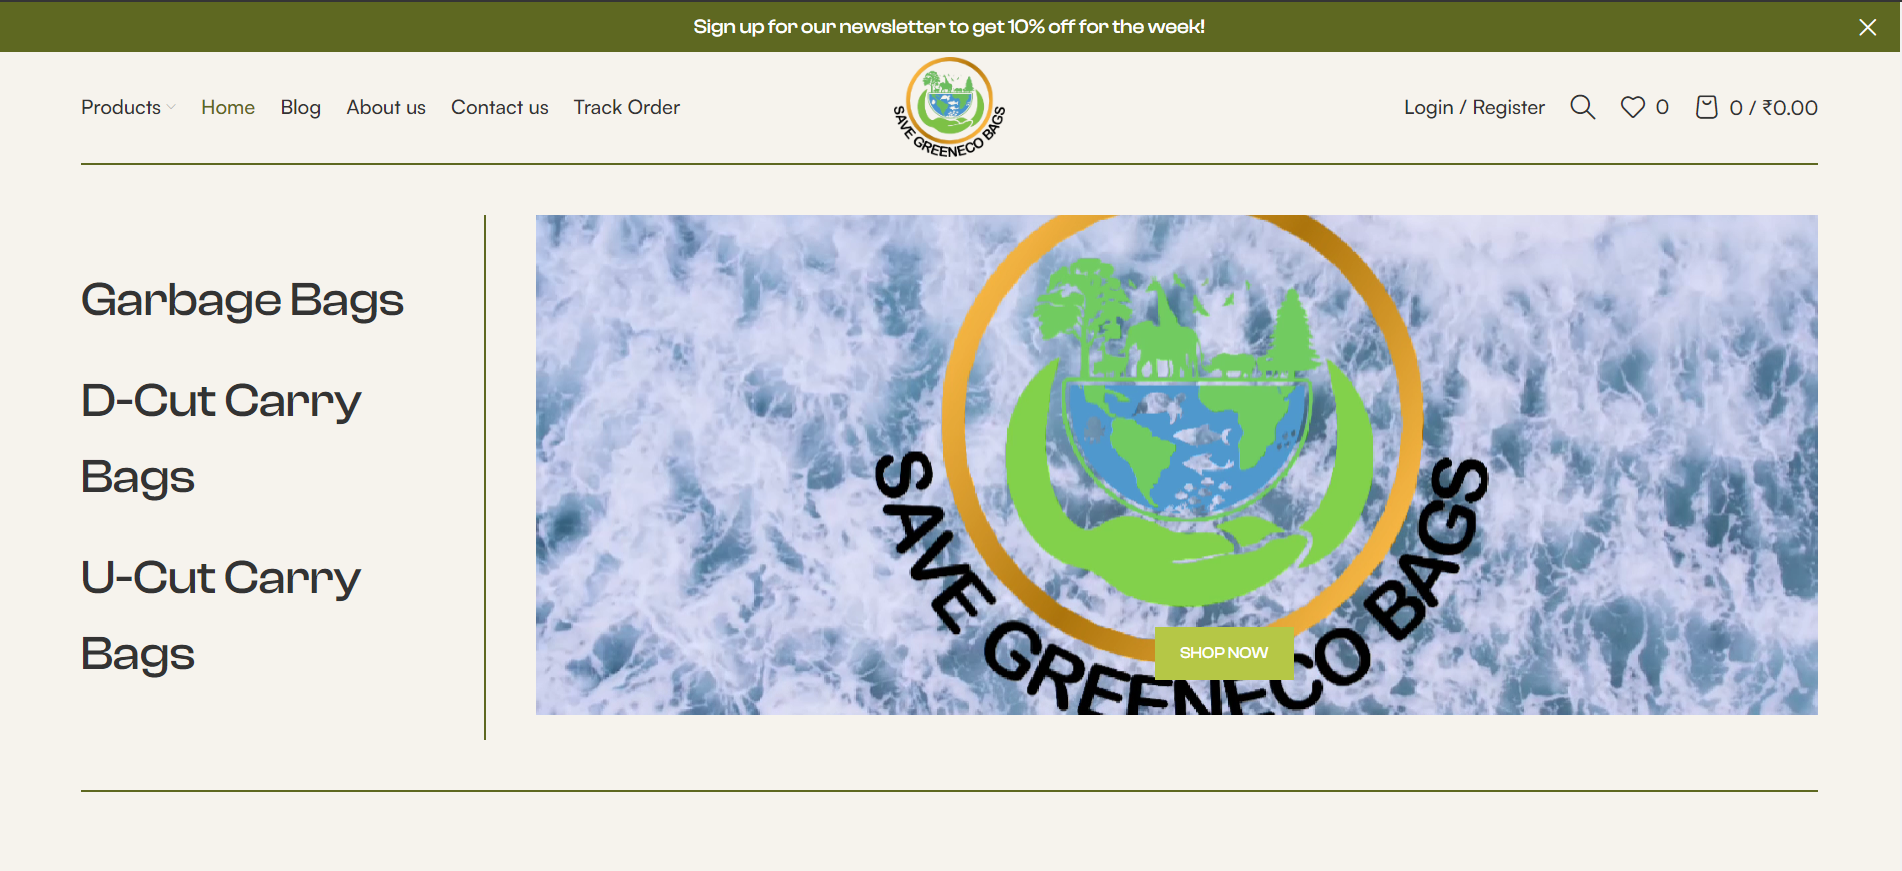 Sign up for our newsletter to get 10% off for the week!
Products Home Blog About us Contact us Track Order
SAVE GREENECO BAGS
Login / Register 0 0 / ₹0.00
Garbage Bags
D-Cut Carry
Bags
U-Cut Carry
Bags
SAVE GREENECO BAGS
SHOP NOW